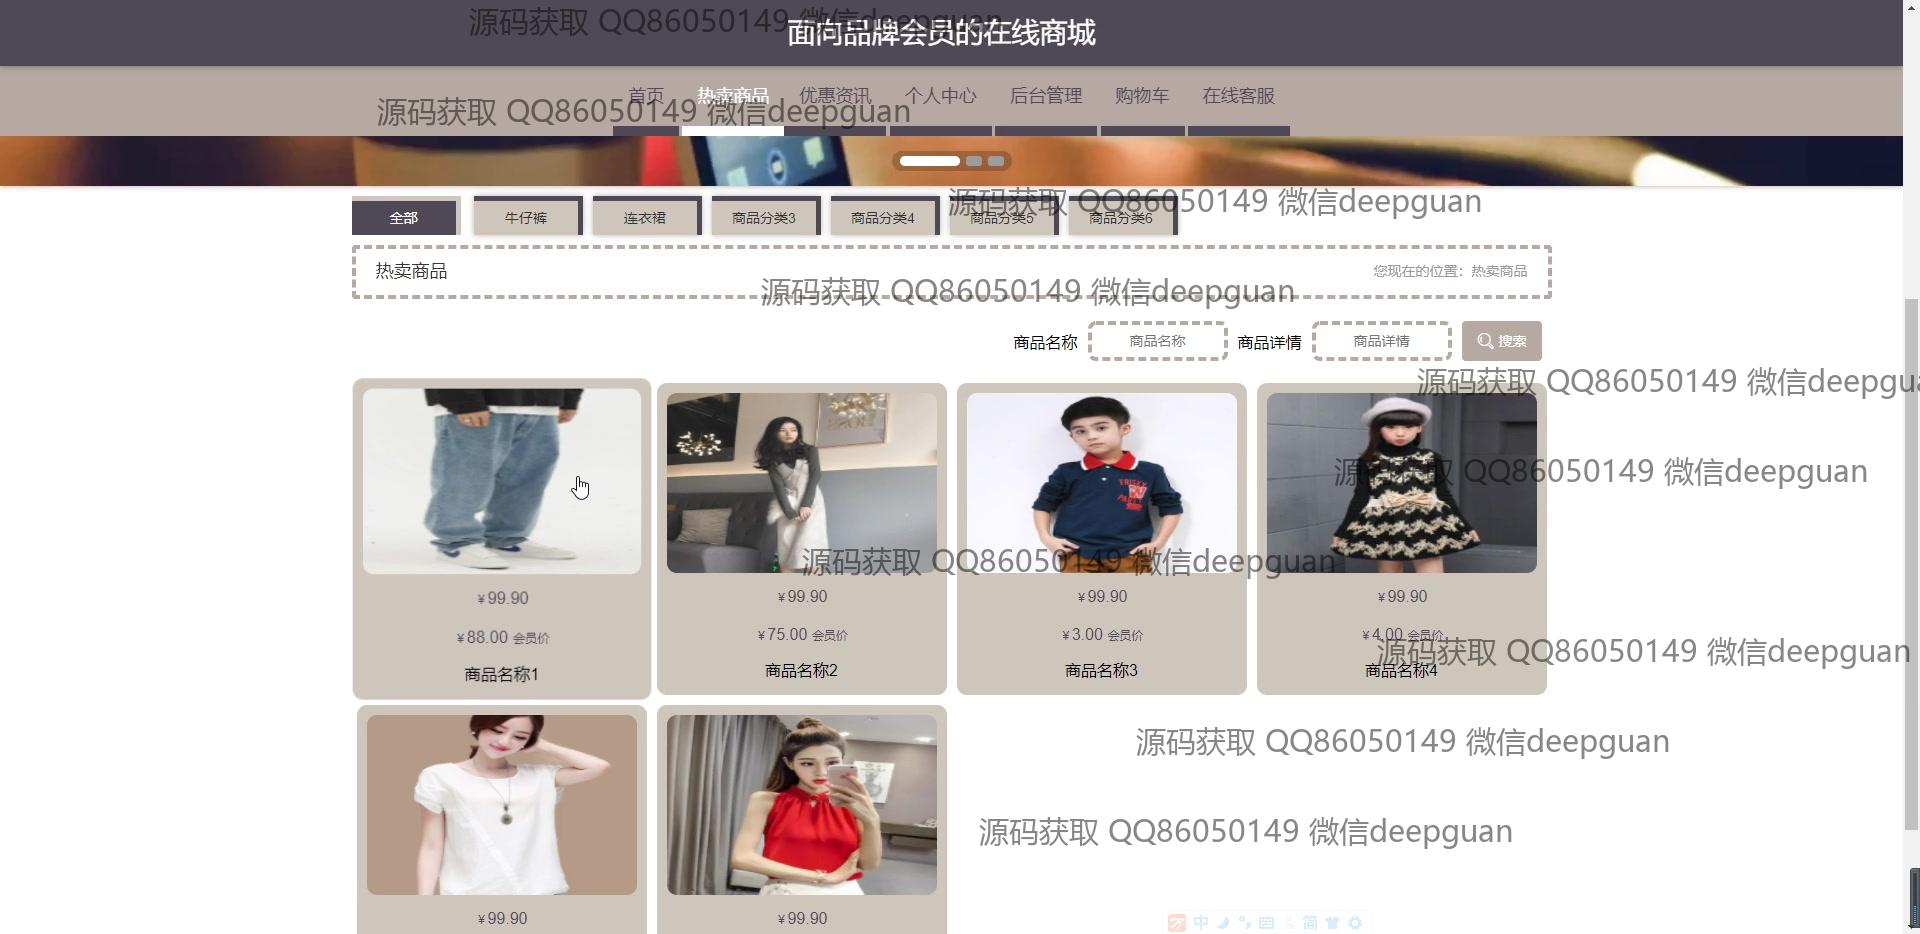 源码获取 QQ86050149 微信deepguan
面向品牌会员的在线商城
首页 热卖商品 优惠资讯 个人中心 后台管理 购物车 在线客服
源码获取 QQ86050149 微信deepguan
全部 牛仔裤 连衣裙 商品分类3 商品分类4 商品分类5 商品分类6
源码获取 QQ86050149 微信deepguan
热卖商品 您现在的位置：热卖商品
源码获取 QQ86050149 微信deepguan
商品名称 商品名称 商品详情 商品详情 搜索
源码获取 QQ86050149 微信deepgua
源码获取 QQ86050149 微信deepguan
源码获取 QQ86050149 微信deepguan
¥99.90 ¥99.90 ¥99.90 ¥99.90
¥88.00 会员价 ¥75.00 会员价 ¥3.00 会员价 ¥4.00 会员价
源码获取 QQ86050149 微信deepguan
商品名称1 商品名称2 商品名称3 商品名称4
源码获取 QQ86050149 微信deepguan
源码获取 QQ86050149 微信deepguan
¥99.90 ¥99.90
中 简